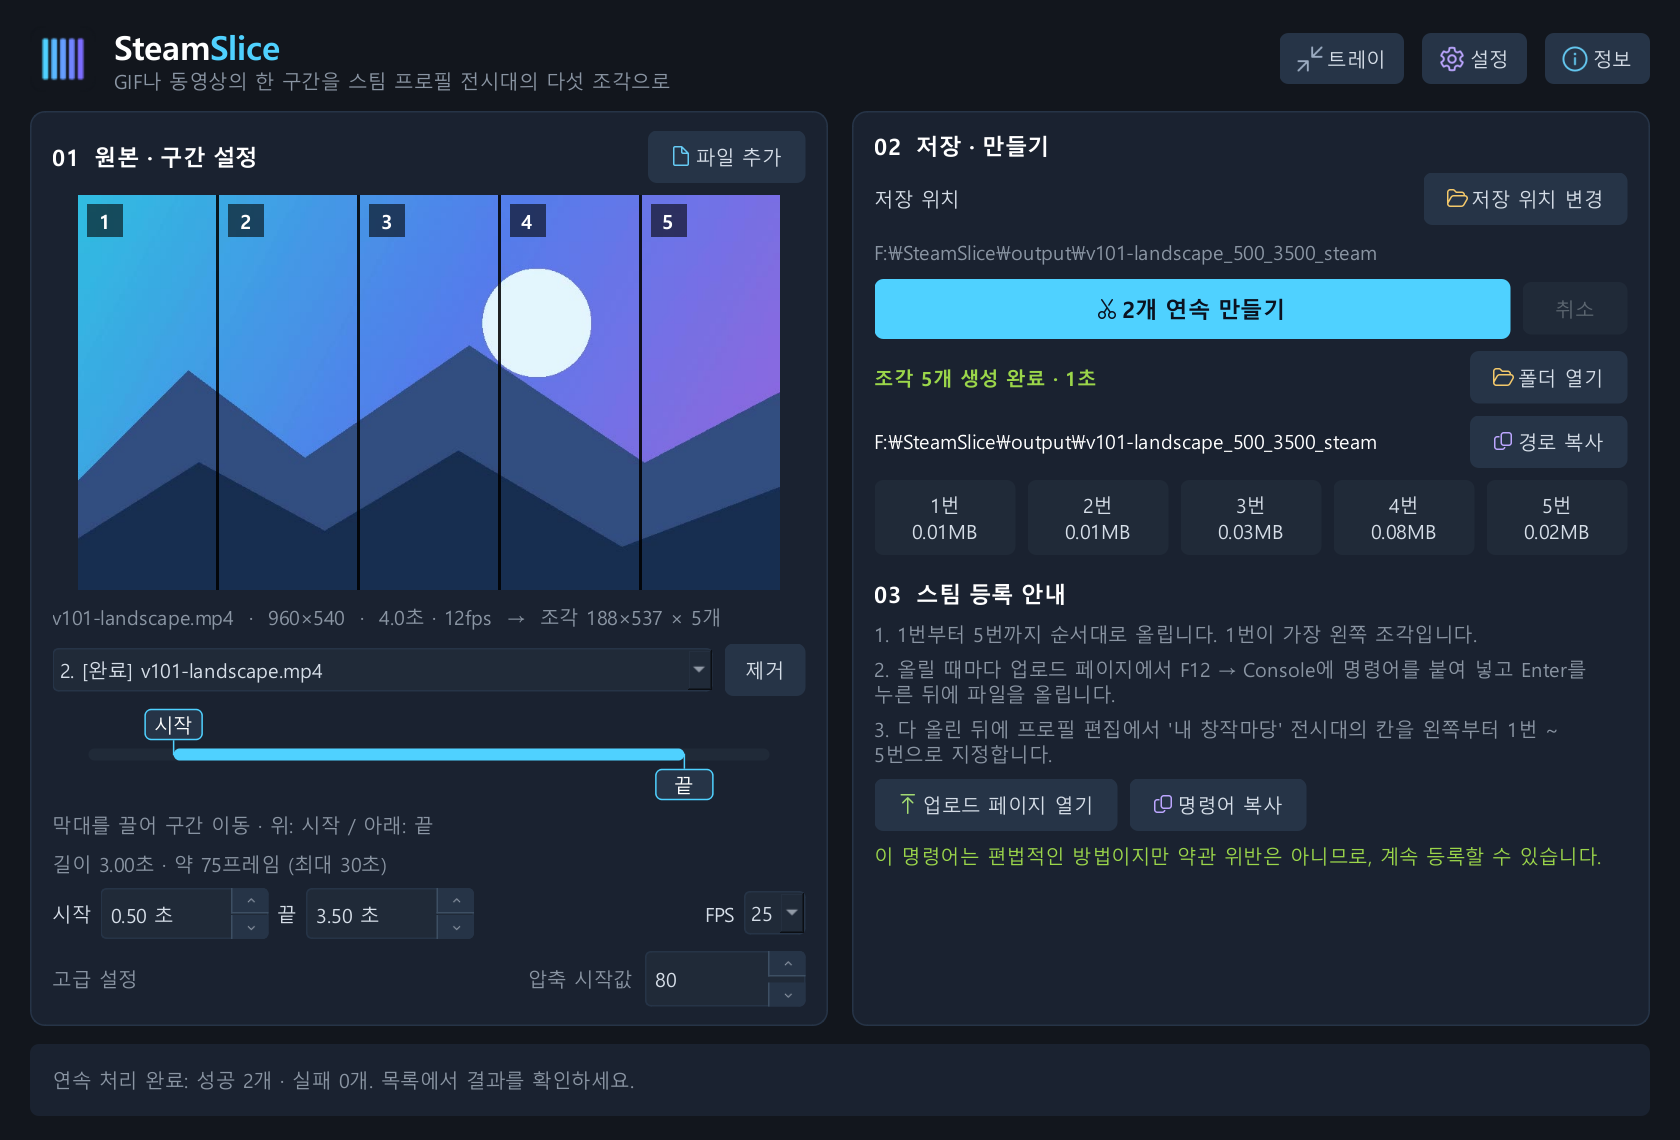 SteamSlice
GIF나 동영상의 한 구간을 스팀 프로필 전시대의 다섯 조각으로
트레이
설정
정보
01 원본 · 구간 설정
파일 추가
1
2
3
4
5
v101-landscape.mp4 · 960×540 · 4.0초 · 12fps → 조각 188×537 × 5개
2. [완료] v101-landscape.mp4
제거
시작
끝
막대를 끌어 구간 이동 · 위: 시작 / 아래: 끝
길이 3.00초 · 약 75프레임 (최대 30초)
시작 0.50 초 끝 3.50 초 FPS 25
고급 설정 압축 시작값 80
02 저장 · 만들기
저장 위치
저장 위치 변경
F:₩SteamSlice₩output₩v101-landscape_500_3500_steam
2개 연속 만들기
취소
조각 5개 생성 완료 · 1초
폴더 열기
F:₩SteamSlice₩output₩v101-landscape_500_3500_steam
경로 복사
1번
0.01MB
2번
0.01MB
3번
0.03MB
4번
0.08MB
5번
0.02MB
03 스팀 등록 안내
1. 1번부터 5번까지 순서대로 올립니다. 1번이 가장 왼쪽 조각입니다.
2. 올릴 때마다 업로드 페이지에서 F12 → Console에 명령어를 붙여 넣고 Enter를
누른 뒤에 파일을 올립니다.
3. 다 올린 뒤에 프로필 편집에서 '내 창작마당' 전시대의 칸을 왼쪽부터 1번 ~
5번으로 지정합니다.
업로드 페이지 열기
명령어 복사
이 명령어는 편법적인 방법이지만 약관 위반은 아니므로, 계속 등록할 수 있습니다.
연속 처리 완료: 성공 2개 · 실패 0개. 목록에서 결과를 확인하세요.